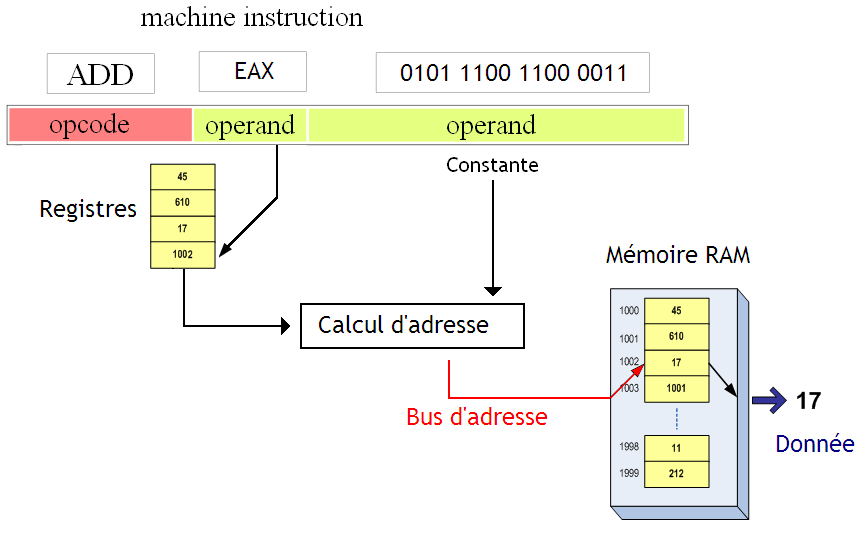 machine instruction
ADD
EAX
0101 1100 1100 0011
opcode
operand
operand
Constante
Registres
45
610
17
1002
Mémoire RAM
Calcul d'adresse
1000 45
1001 610
1002 17
1003 1001
17
Bus d'adresse
Donnée
1998 11
1999 212